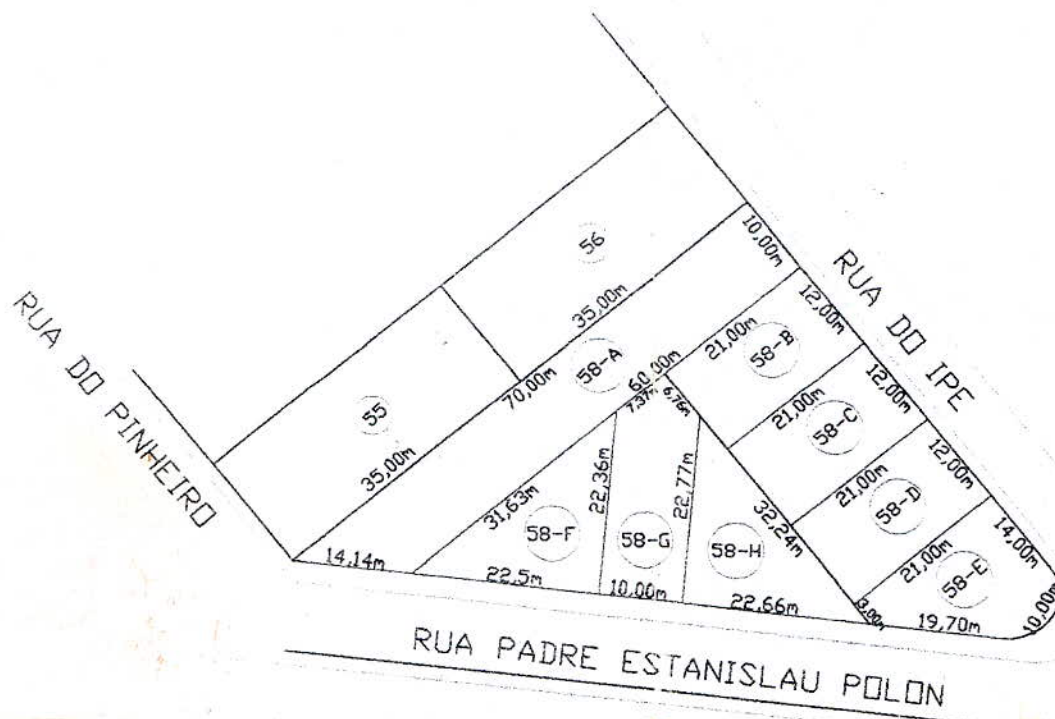 RUA DO IPE
RUA DO PINHEIRO
56
55
35,00m
35,00m
70,00m
58-A
60,00m
10,00m
12,00m
21,00m
58-B
12,00m
21,00m
58-C
12,00m
21,00m
58-D
14,00m
21,00m
58-E
10,00m
19,70m
3,00m
7,37m
6,76m
31,63m
22,36m
22,77m
32,24m
58-F
58-G
58-H
14,14m
22,5m
10,00m
22,66m
RUA PADRE ESTANISLAU POLON